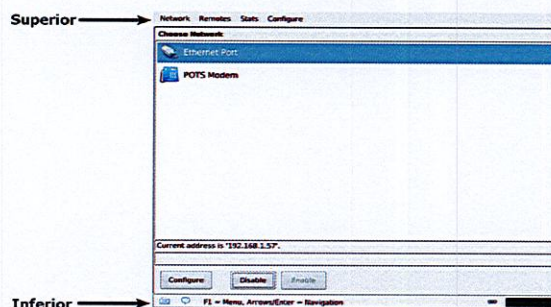 Superior
Network Remotes Stats Configure
Choose Network
Ethernet Port
POTS Modem
Current address is '192.168.1.57'.
Configure Disable Enable
Inferior
F1 - Menu, Arrows/Enter - Navigation